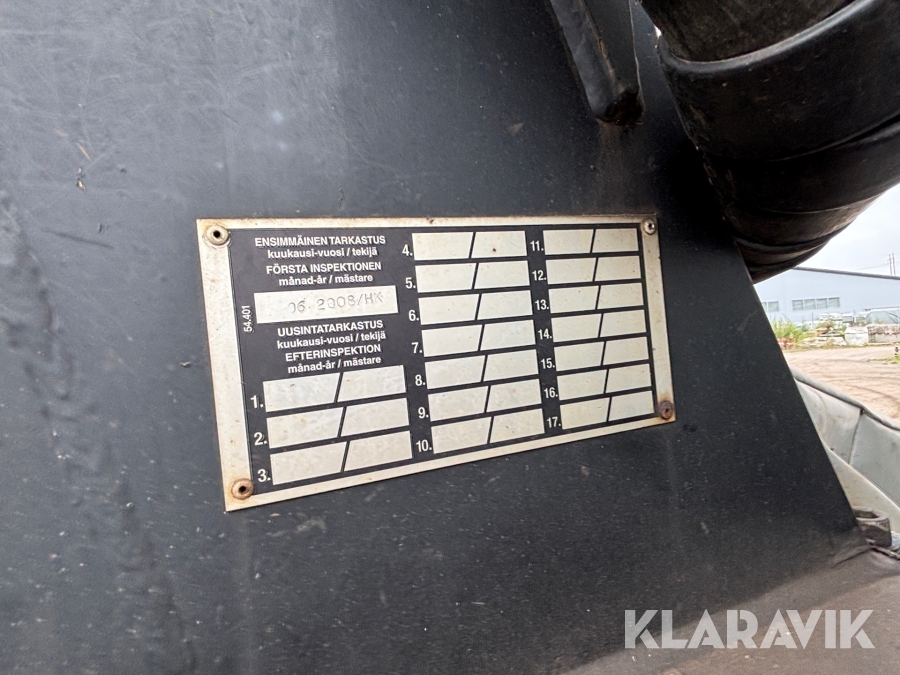 ENSIMMÄINEN TARKASTUS
kuukausi-vuosi / tekijä
FÖRSTA INSPEKTIONEN
månad-år / mästare
06.2008/HK
54.401
UUSINTATARKASTUS
kuukausi-vuosi / tekijä
EFTERINSPEKTION
månad-år / mästare
1.
2.
3.
4.
5.
6.
7.
8.
9.
10.
11.
12.
13.
14.
15.
16.
17.
KLARAVIK